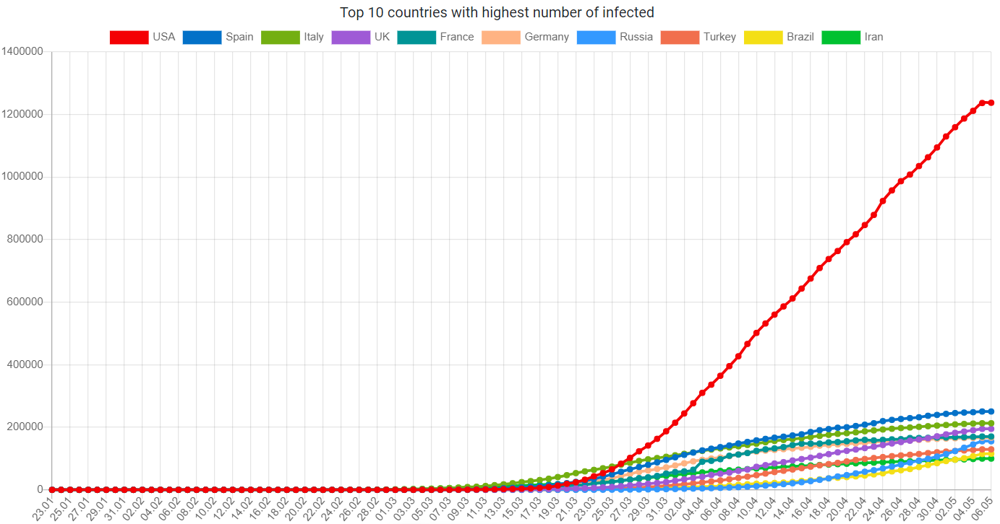 Top 10 countries with highest number of infected
USA Spain Italy UK France Germany Russia Turkey Brazil Iran
1400000
1200000
1000000
800000
600000
400000
200000
0
23.01 25.01 27.01 29.01 31.01 02.02 04.02 06.02 08.02 10.02 12.02 14.02 16.02 18.02 20.02 22.02 24.02 26.02 28.02 01.03 03.03 05.03 07.03 09.03 11.03 13.03 15.03 17.03 19.03 21.03 23.03 25.03 27.03 29.03 31.03 02.04 04.04 06.04 08.04 10.04 12.04 14.04 16.04 18.04 20.04 22.04 24.04 26.04 28.04 30.04 02.05 04.05 06.05